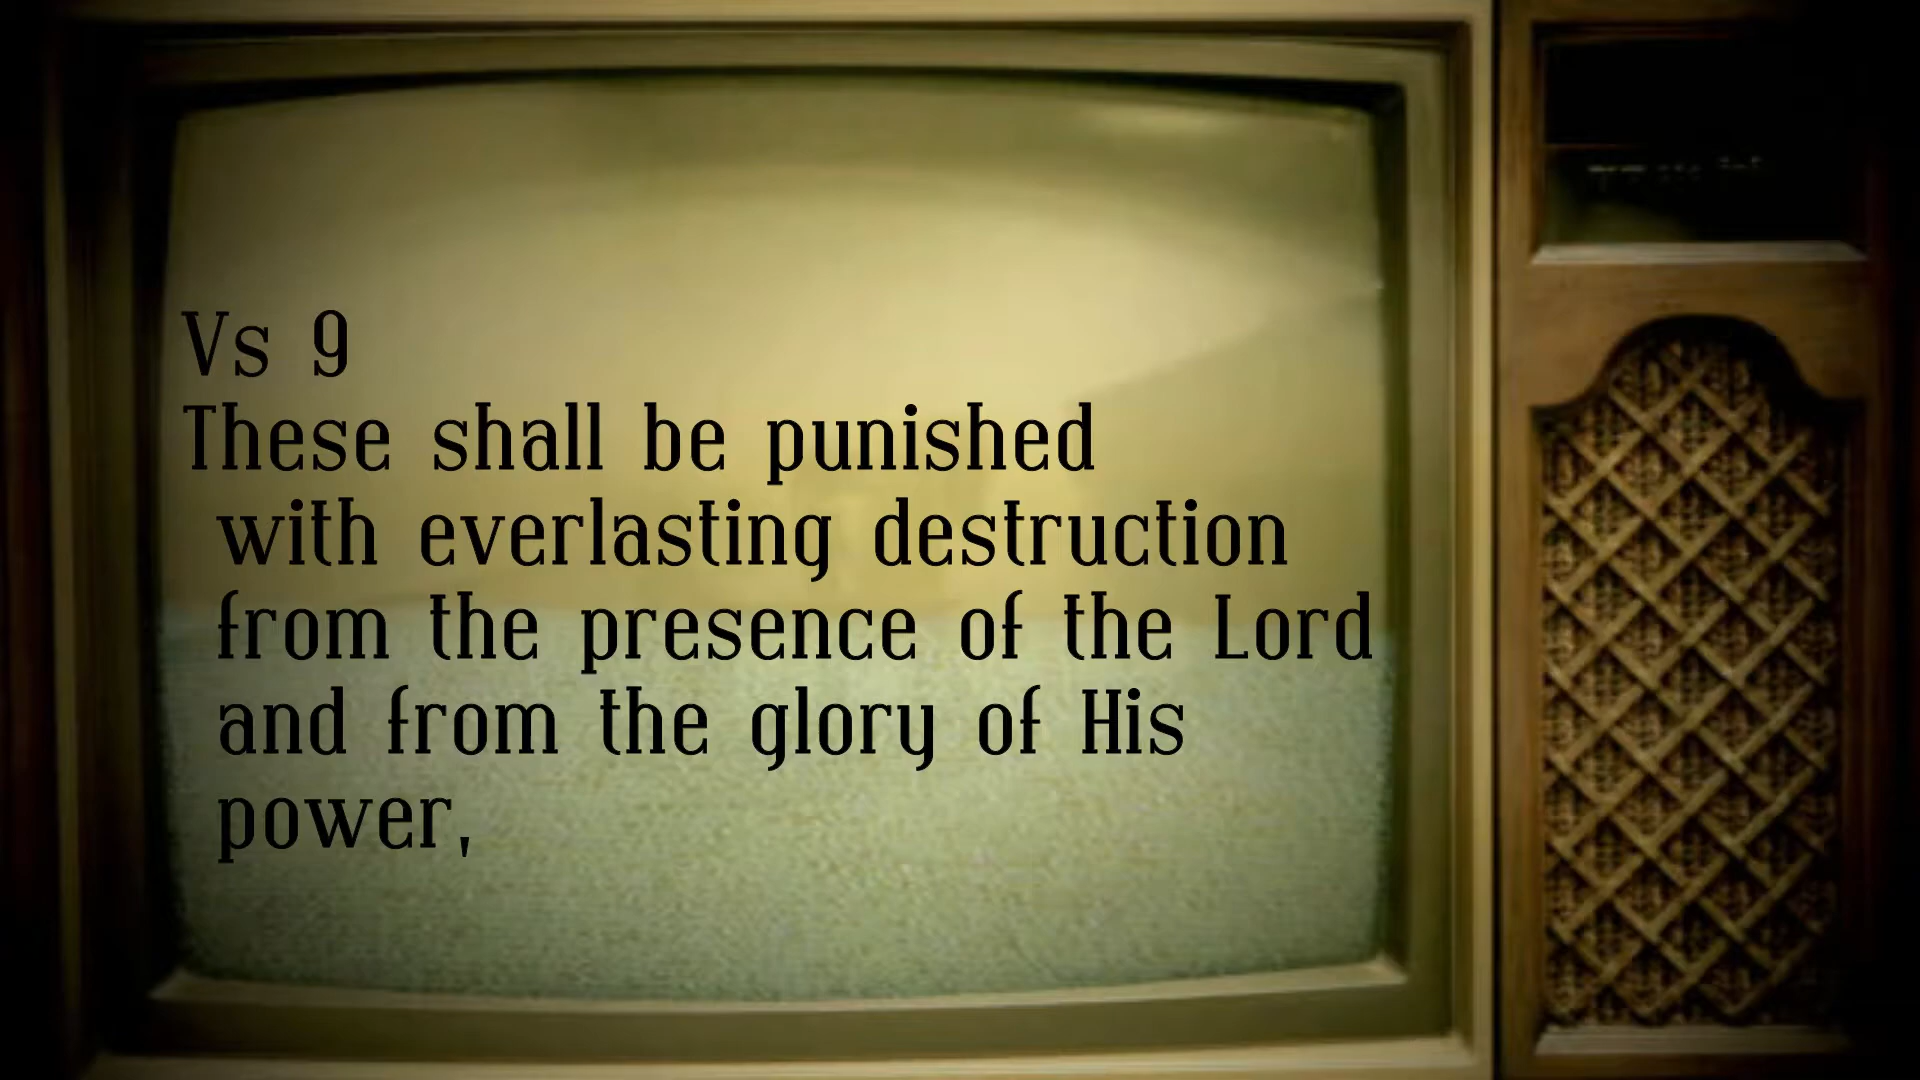 Vs 9
These shall be punished
with everlasting destruction
from the presence of the Lord
and from the glory of His
power,